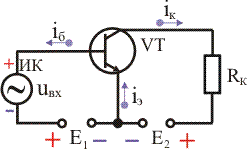 iб
iк
+
ИК
VT
uвх
iэ
Rк
−
+ E₁ − − E₂ +